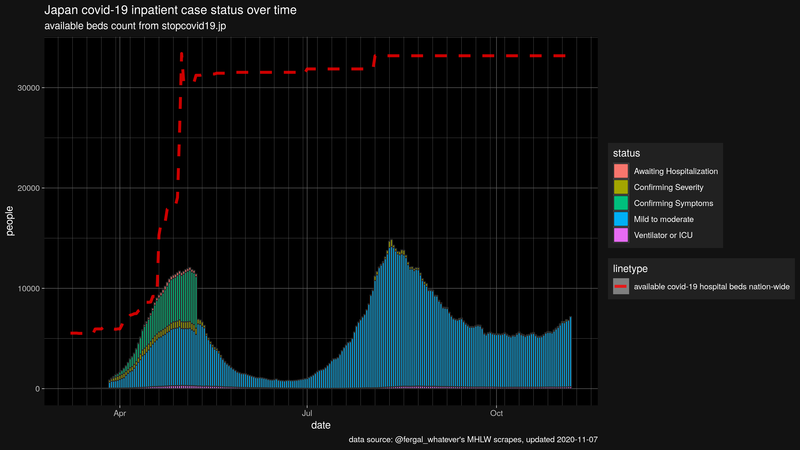 Japan covid-19 inpatient case status over time
available beds count from stopcovid19.jp
people
30000
20000
10000
0
Apr
Jul
Oct
date
status
Awaiting Hospitalization
Confirming Severity
Confirming Symptoms
Mild to moderate
Ventilator or ICU
linetype
available covid-19 hospital beds nation-wide
data source: @fergal_whatever's MHLW scrapes, updated 2020-11-07